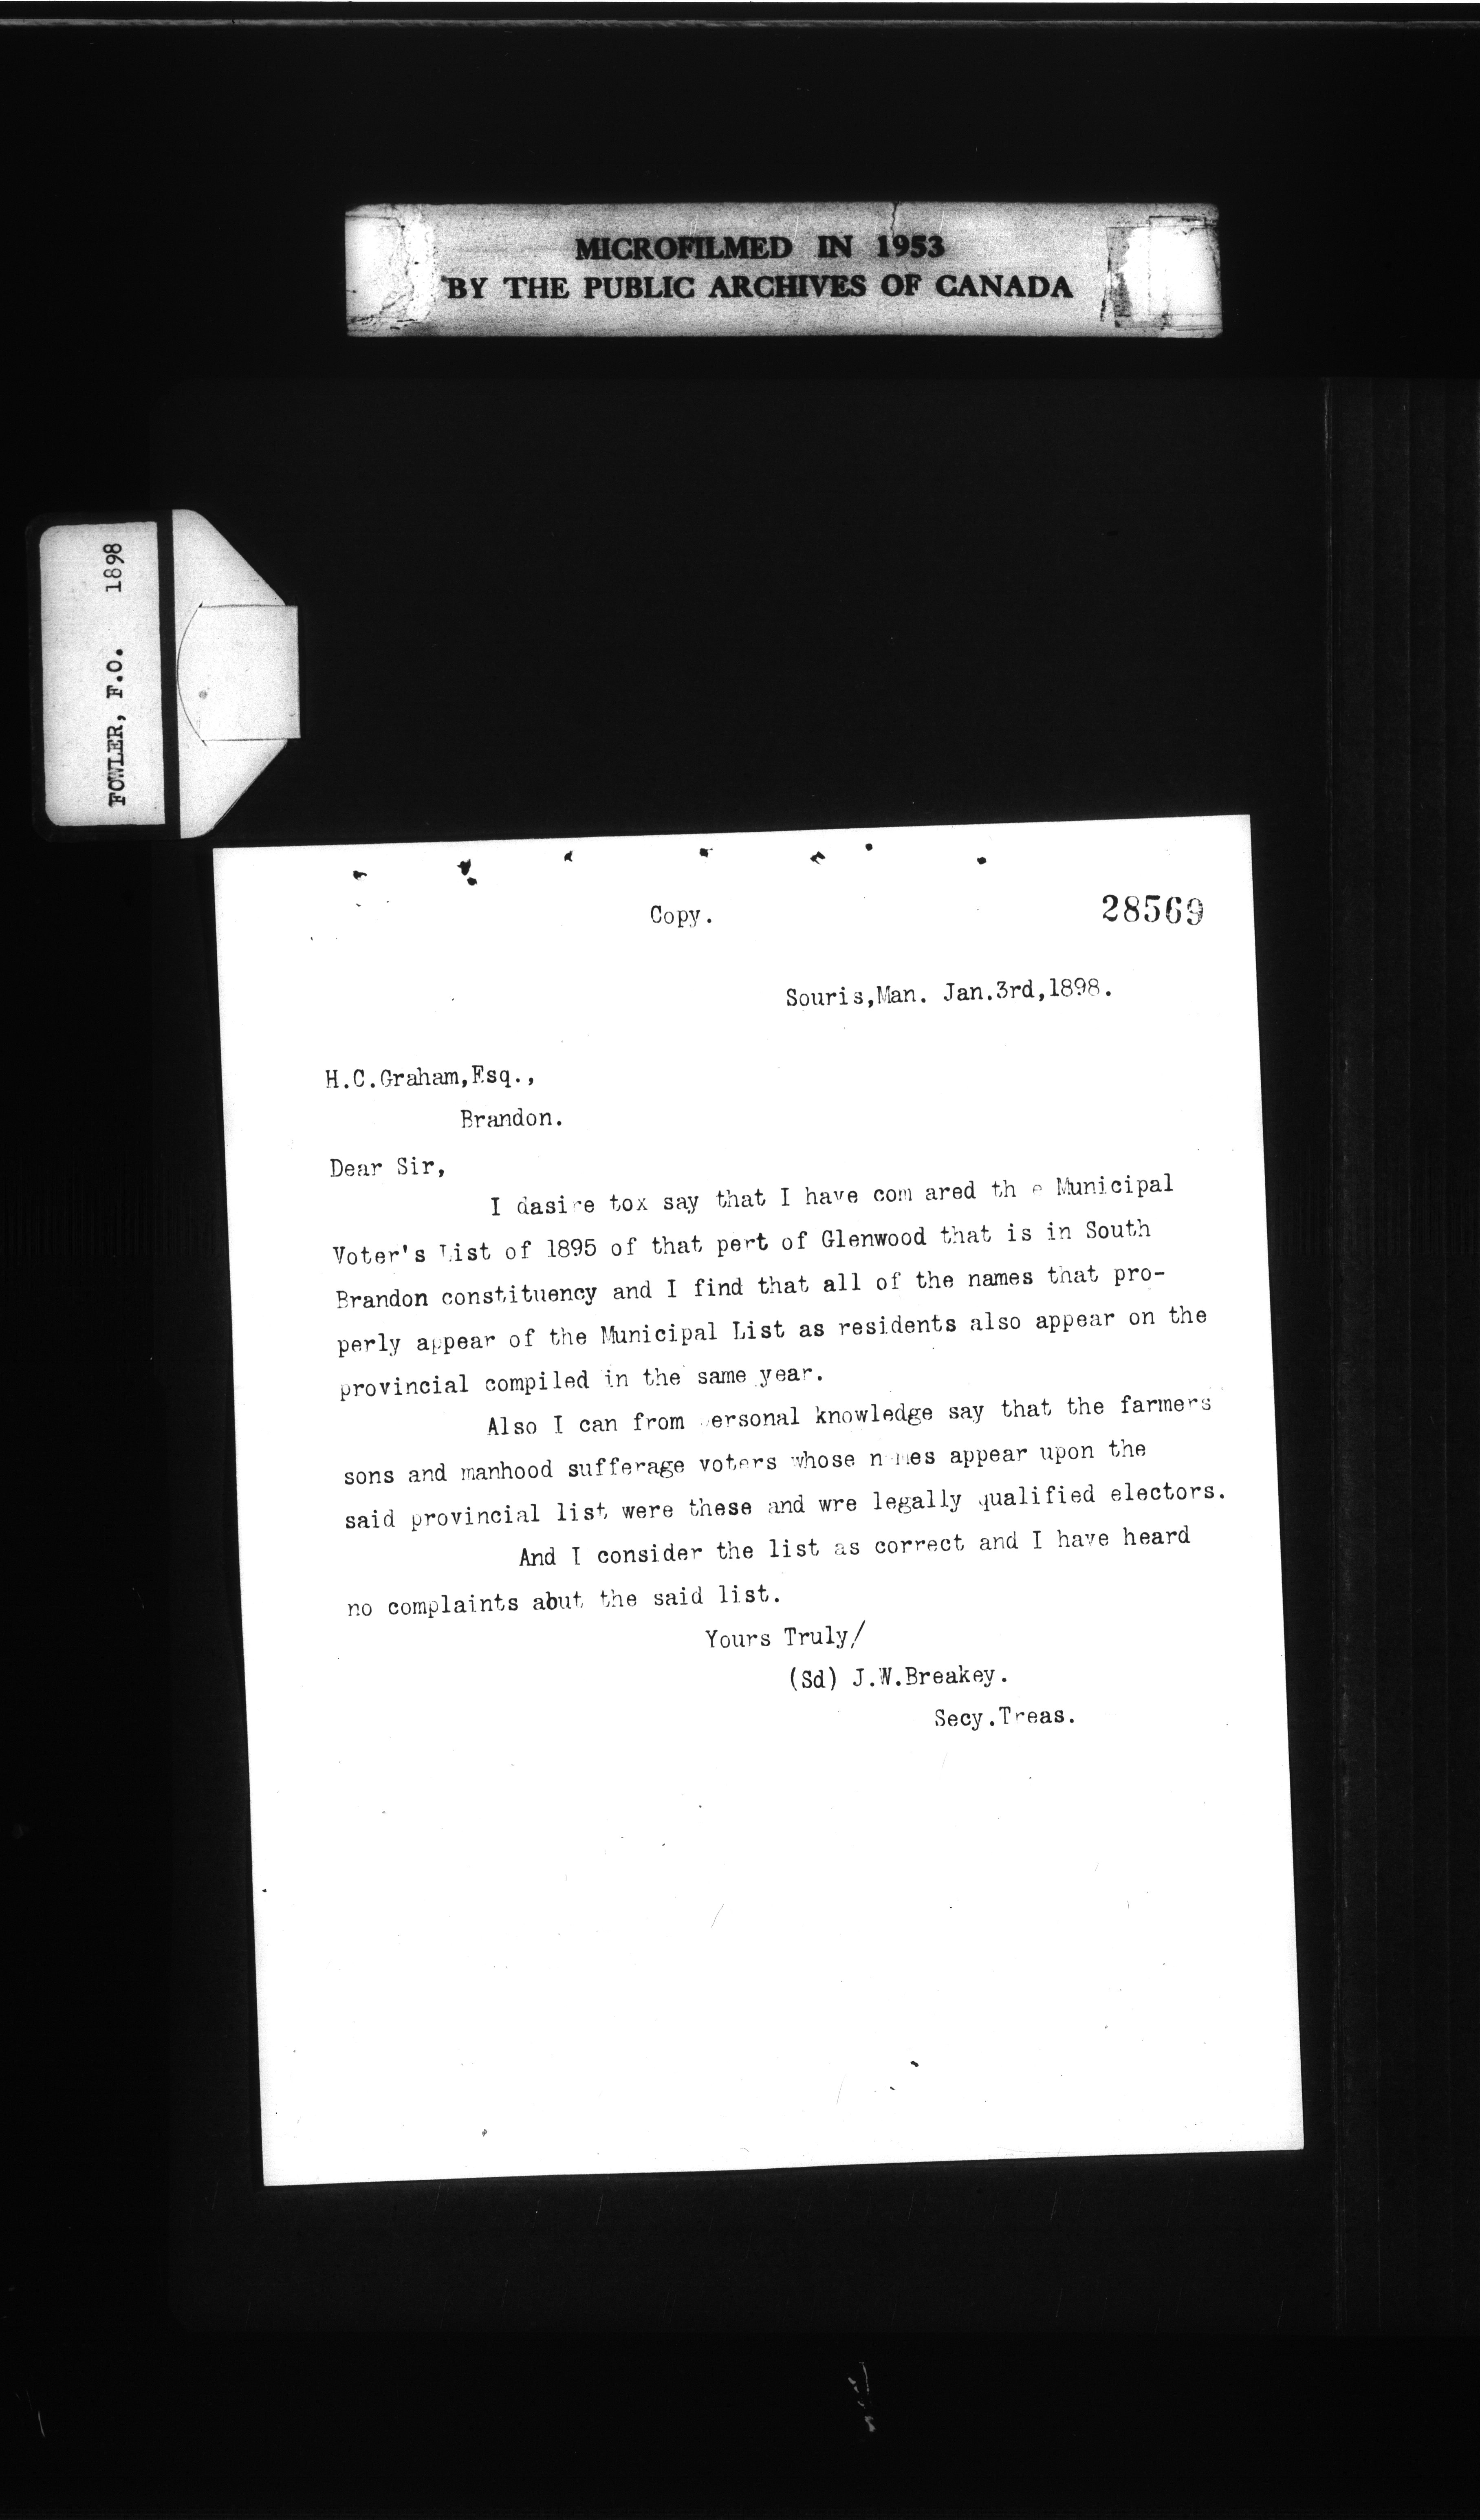 MICROFILMED IN 1953
BY THE PUBLIC ARCHIVES OF CANADA
FOWLER, F.O. 1898
Copy.
28569
Souris,Man. Jan.3rd,1898.
H.C.Graham,Esq.,
Brandon.
Dear Sir,
I dasire tox say that I have com ared th e Municipal
Voter's List of 1895 of that pert of Glenwood that is in South
Brandon constituency and I find that all of the names that pro-
perly appear of the Municipal List as residents also appear on the
provincial compiled in the same year.
Also I can from personal knowledge say that the farmers
sons and manhood sufferage voters whose names appear upon the
said provincial list were these and wre legally qualified electors.
And I consider the list as correct and I have heard
no complaints abut the said list.
Yours Truly/
(Sd) J.W.Breakey.
Secy.Treas.